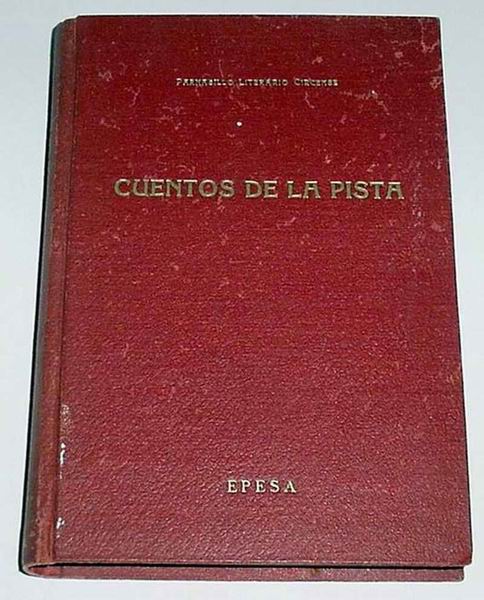 PARNASILLO LITERARIO CIRCENSE
CUENTOS DE LA PISTA
EPESA